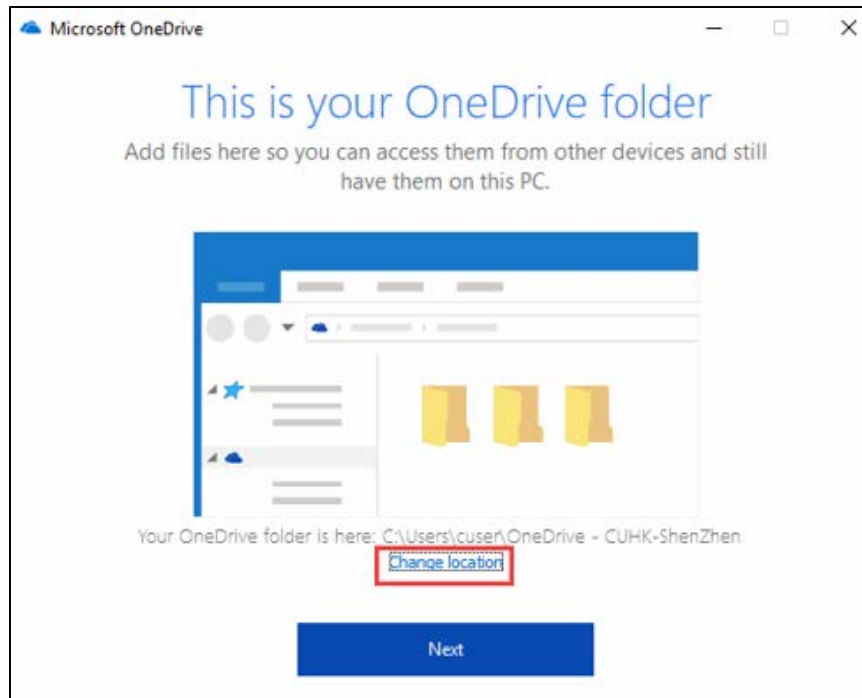 Microsoft OneDrive
This is your OneDrive folder
Add files here so you can access them from other devices and still
have them on this PC.
Your OneDrive folder is here: C:\Users\cuser\OneDrive - CUHK-ShenZhen
Change location
Next